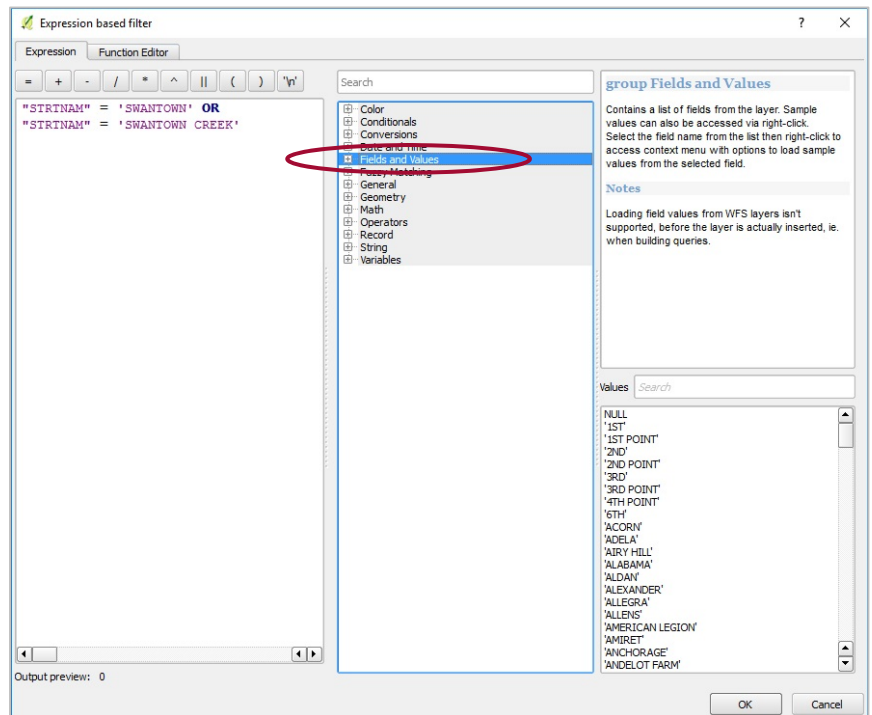 Expression based filter
? ×
Expression Function Editor
= + - / * ^ || ( ) '\n'
"STRTNAM" = 'SWANTOWN' OR
"STRTNAM" = 'SWANTOWN CREEK'
Output preview: 0
Search
Color
Conditionals
Conversions
Date and Time
Fields and Values
Fuzzy Matching
General
Geometry
Math
Operators
Record
String
Variables
group Fields and Values
Contains a list of fields from the layer. Sample
values can also be accessed via right-click.
Select the field name from the list then right-click to
access context menu with options to load sample
values from the selected field.
Notes
Loading field values from WFS layers isn't
supported, before the layer is actually inserted, ie.
when building queries.
Values Search
NULL
'1ST'
'1ST POINT'
'2ND'
'2ND POINT'
'3RD'
'3RD POINT'
'4TH POINT'
'6TH'
'ACORN'
'ADELA'
'AIRY HILL'
'ALABAMA'
'ALDAN'
'ALEXANDER'
'ALLEGRA'
'ALLENS'
'AMERICAN LEGION'
'AMIRET'
'ANCHORAGE'
'ANDELOT FARM'
OK Cancel